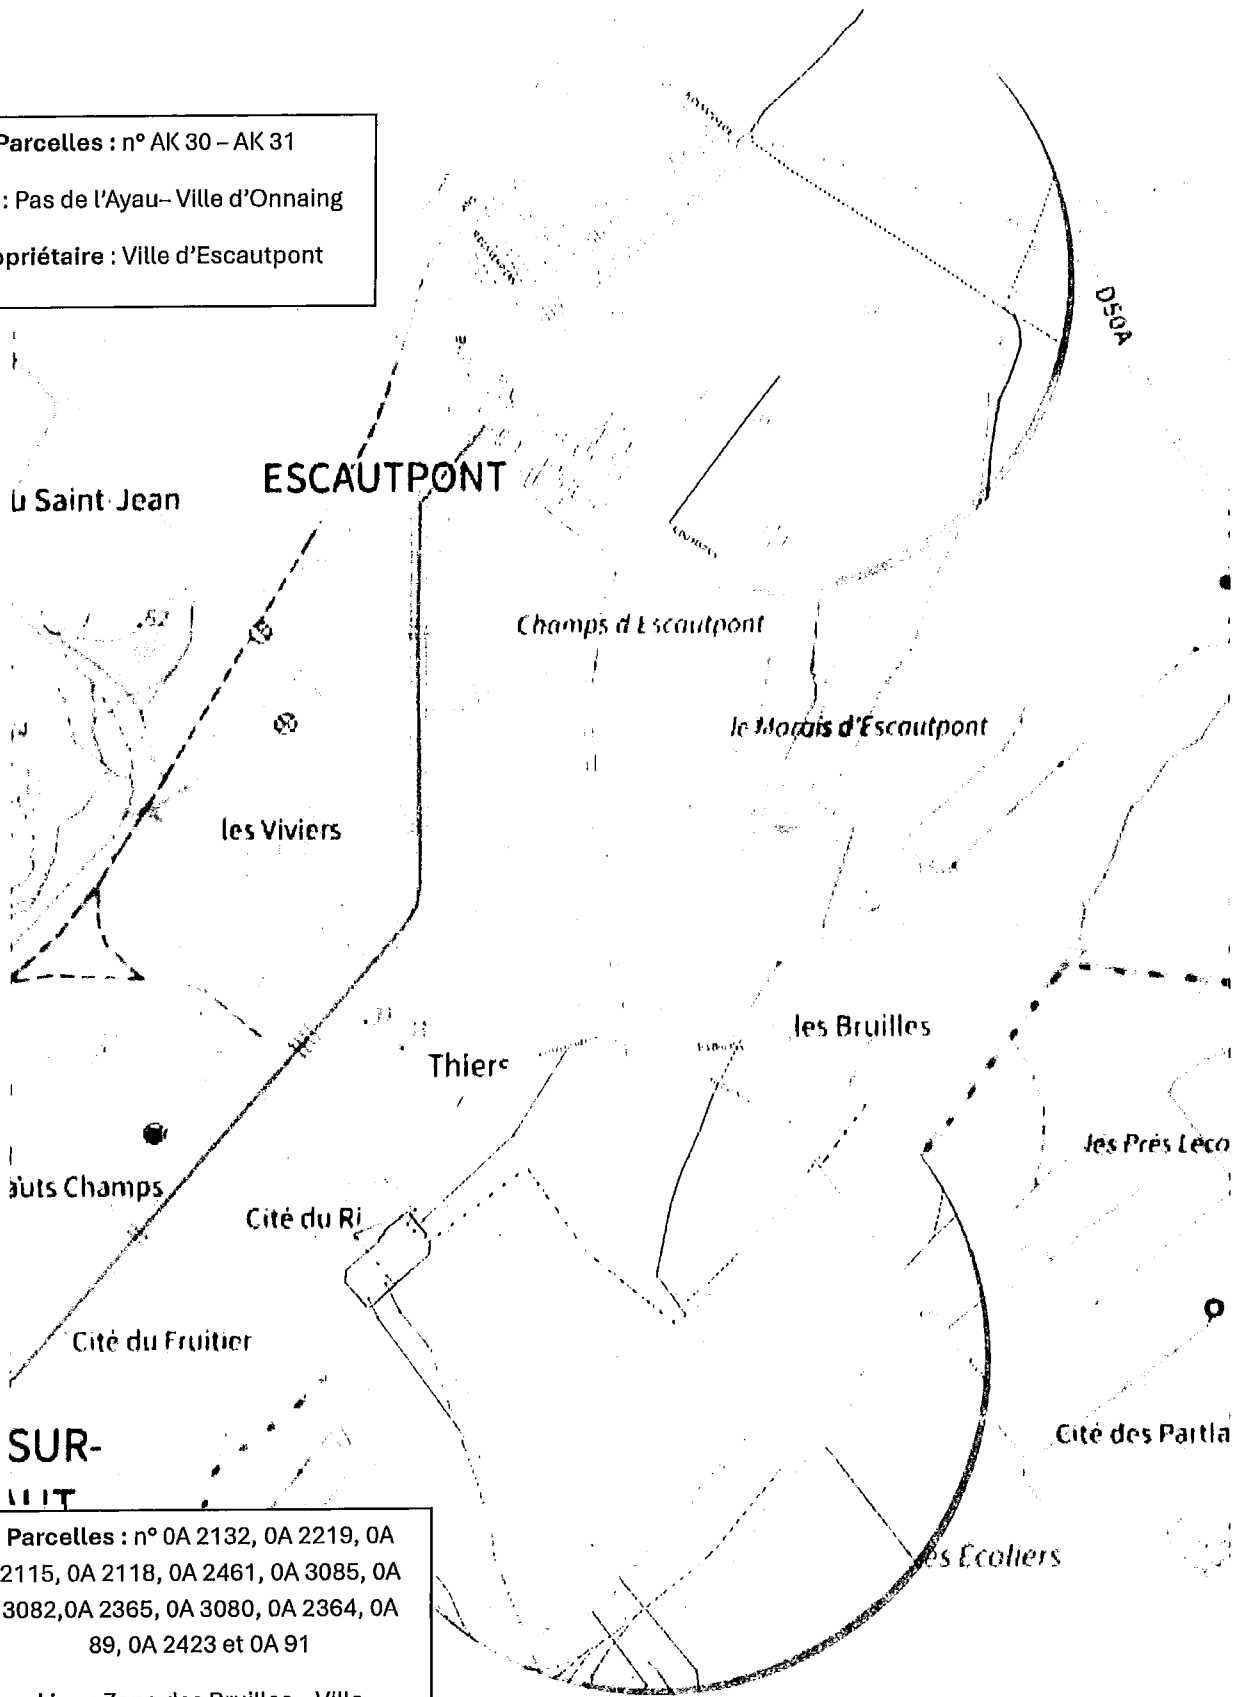 Parcelles : n° AK 30 – AK 31
: Pas de l'Ayau– Ville d'Onnaing
opriétaire : Ville d'Escautpont
D50A
ESCAUTPONT
u Saint-Jean
.52
Champs d'Escautpont
le Marais d'Escautpont
les Viviers
les Bruilles
Thiers
les Prés Leco
auts Champs
Cité du Ri
Cité du Fruitier
SUR-
Cité des Partia
es Ecoliers
Parcelles : n° 0A 2132, 0A 2219, 0A
2115, 0A 2118, 0A 2461, 0A 3085, 0A
3082,0A 2365, 0A 3080, 0A 2364, 0A
89, 0A 2423 et 0A 91